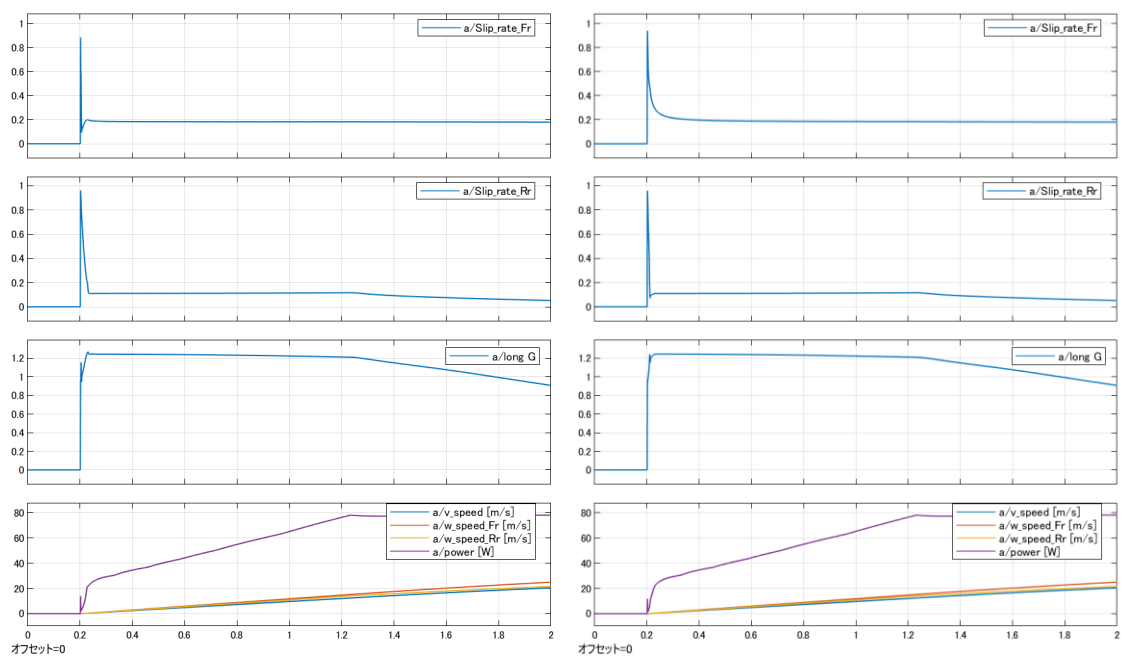 a/Slip_rate_Fr
1
0.8
0.6
0.4
0.2
0
a/Slip_rate_Rr
1
0.8
0.6
0.4
0.2
0
a/long G
1.2
1
0.8
0.6
0.4
0.2
0
a/v_speed [m/s]
a/w_speed_Fr [m/s]
a/w_speed_Rr [m/s]
a/power [W]
80
60
40
20
0
0 0.2 0.4 0.6 0.8 1 1.2 1.4 1.6 1.8 2
オフセット=0
a/Slip_rate_Fr
1
0.8
0.6
0.4
0.2
0
a/Slip_rate_Rr
1
0.8
0.6
0.4
0.2
0
a/long G
1.2
1
0.8
0.6
0.4
0.2
0
a/v_speed [m/s]
a/w_speed_Fr [m/s]
a/w_speed_Rr [m/s]
a/power [W]
80
60
40
20
0
0 0.2 0.4 0.6 0.8 1 1.2 1.4 1.6 1.8 2
オフセット=0